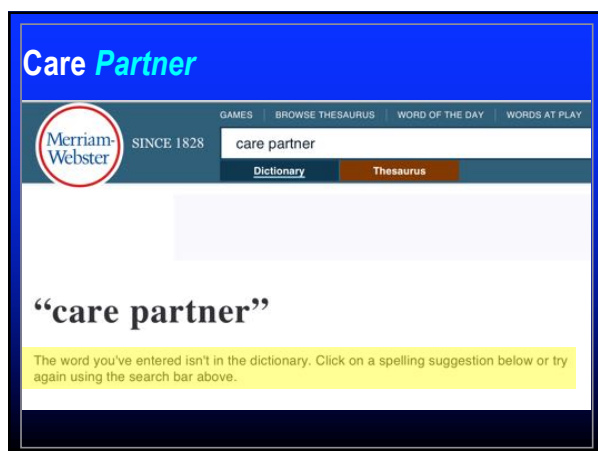 Care Partner
GAMES BROWSE THESAURUS WORD OF THE DAY WORDS AT PLAY
Merriam-
Webster
SINCE 1828
care partner
Dictionary Thesaurus
“care partner”
The word you've entered isn't in the dictionary. Click on a spelling suggestion below or try
again using the search bar above.